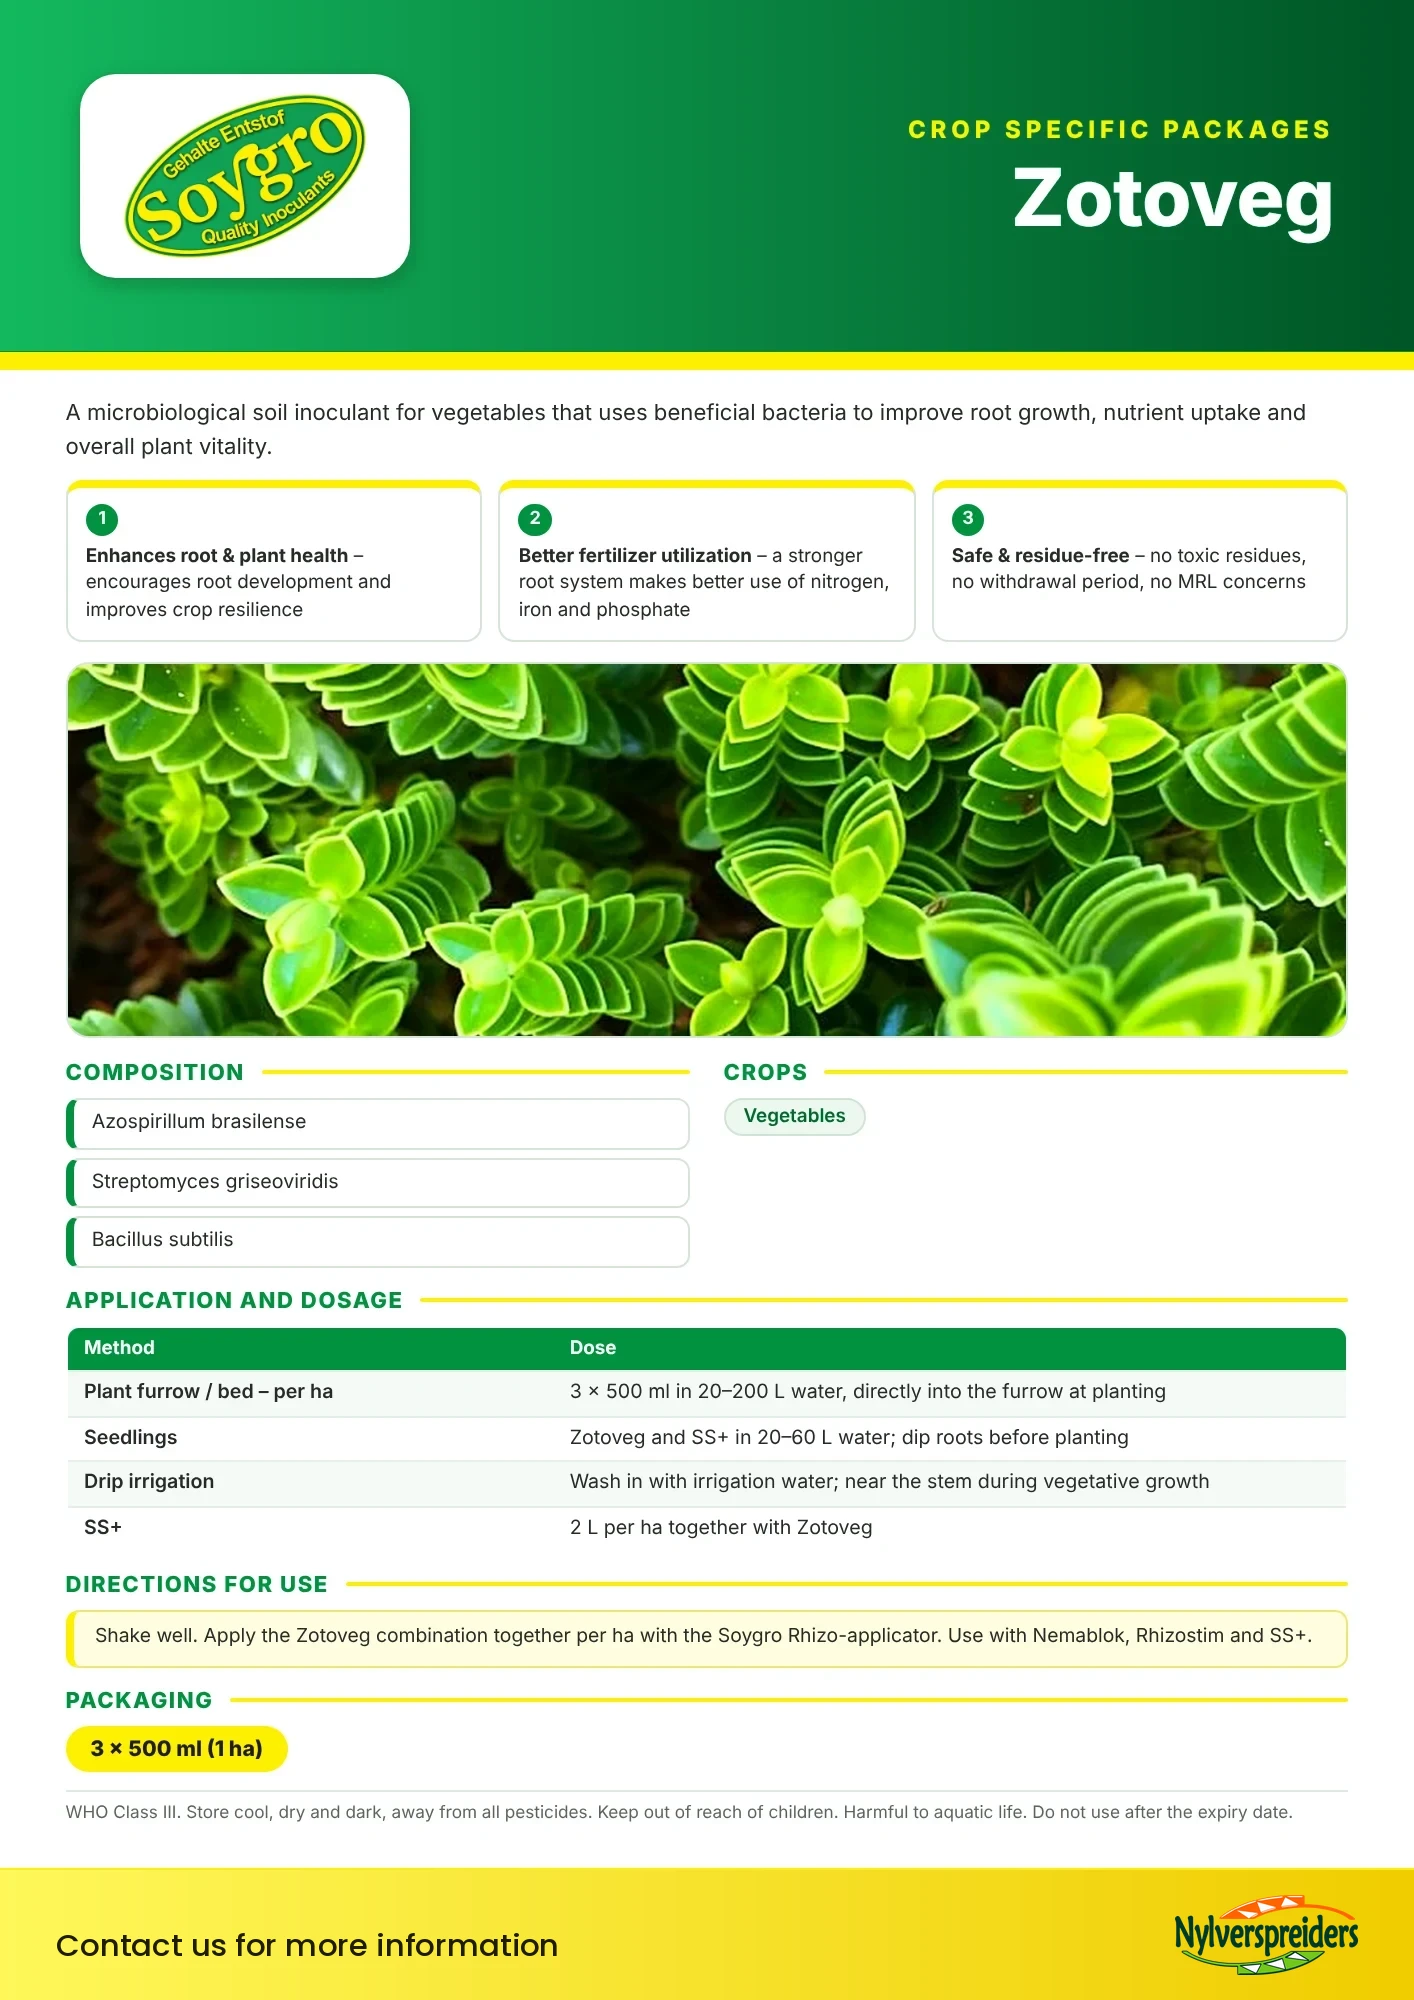 Gehalte Entstof
Soygro
Quality Inoculants
CROP SPECIFIC PACKAGES
Zotoveg
A microbiological soil inoculant for vegetables that uses beneficial bacteria to improve root growth, nutrient uptake and
overall plant vitality.
1
Enhances root & plant health –
encourages root development and
improves crop resilience
2
Better fertilizer utilization – a stronger
root system makes better use of nitrogen,
iron and phosphate
3
Safe & residue-free – no toxic residues,
no withdrawal period, no MRL concerns
COMPOSITION
Azospirillum brasilense
Streptomyces griseoviridis
Bacillus subtilis
CROPS
Vegetables
APPLICATION AND DOSAGE
Method Dose
Plant furrow / bed – per ha 3 × 500 ml in 20–200 L water, directly into the furrow at planting
Seedlings Zotoveg and SS+ in 20–60 L water; dip roots before planting
Drip irrigation Wash in with irrigation water; near the stem during vegetative growth
SS+ 2 L per ha together with Zotoveg
DIRECTIONS FOR USE
Shake well. Apply the Zotoveg combination together per ha with the Soygro Rhizo-applicator. Use with Nemablok, Rhizostim and SS+.
PACKAGING
3 × 500 ml (1 ha)
WHO Class III. Store cool, dry and dark, away from all pesticides. Keep out of reach of children. Harmful to aquatic life. Do not use after the expiry date.
Contact us for more information
Nylverspreiders